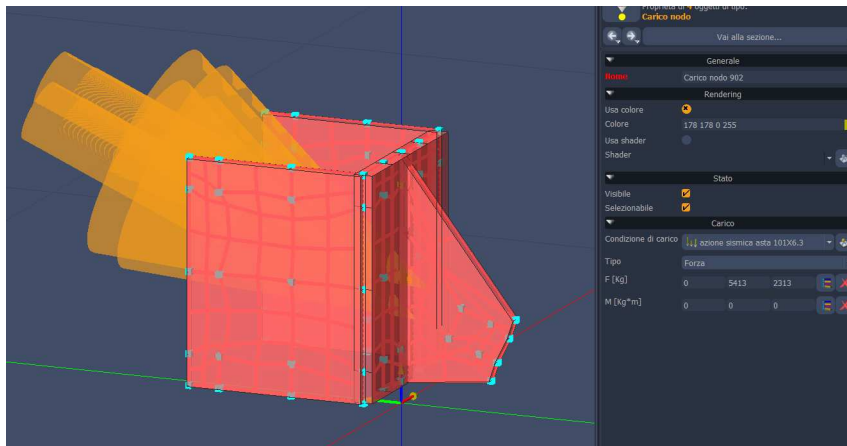 Proprietà di 4 oggetti di tipo:
Carico nodo
Vai alla sezione...
Generale
Nome Carico nodo 902
Rendering
Usa colore
Colore 178 178 0 255
Usa shader
Shader
Stato
Visibile
Selezionabile
Carico
Condizione di carico azione sismica asta 101X6.3
Tipo Forza
F [Kg] 0 5413 2313
M [Kg*m] 0 0 0